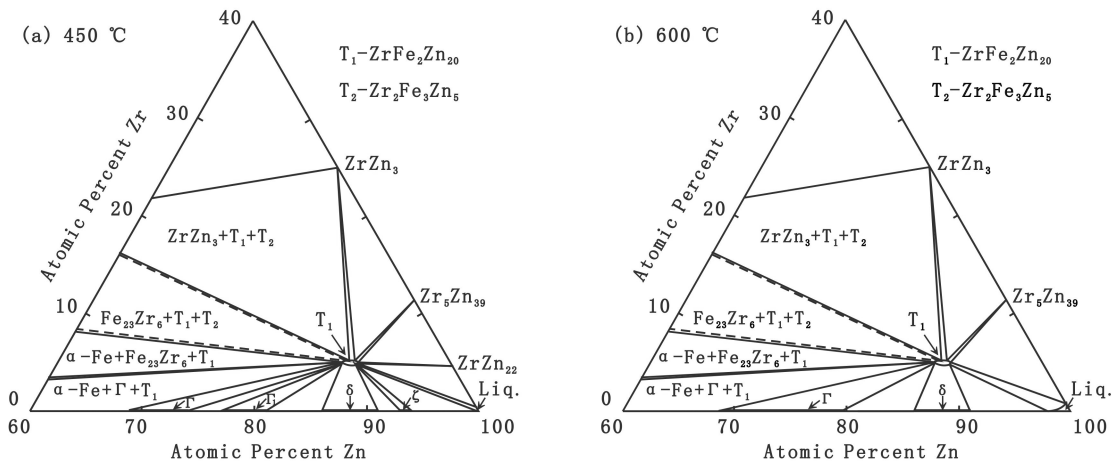 (a) 450 ℃
40
T₁-ZrFe₂Zn₂₀
T₂-Zr₂Fe₃Zn₅
30
Atomic Percent Zr
ZrZn₃
20
ZrZn₃+T₁+T₂
10
Fe₂₃Zr₆+T₁+T₂
T₁
Zr₅Zn₃₉
α-Fe+Fe₂₃Zr₆+T₁
ZrZn₂₂
α-Fe+Γ+T₁
Γ
Γ₁
δ
ζ
Liq.
0
60
70
80
90
100
Atomic Percent Zn
(b) 600 ℃
40
T₁-ZrFe₂Zn₂₀
T₂-Zr₂Fe₃Zn₅
30
Atomic Percent Zr
ZrZn₃
20
ZrZn₃+T₁+T₂
10
Fe₂₃Zr₆+T₁+T₂
T₁
Zr₅Zn₃₉
α-Fe+Fe₂₃Zr₆+T₁
α-Fe+Γ+T₁
Γ
δ
Liq.
0
60
70
80
90
100
Atomic Percent Zn